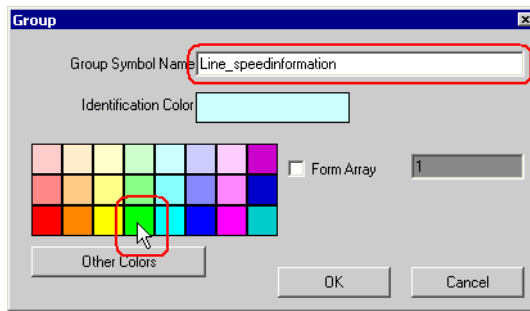 Group
Group Symbol Name Line_speedinformation
Identification Color
Form Array 1
Other Colors
OK Cancel